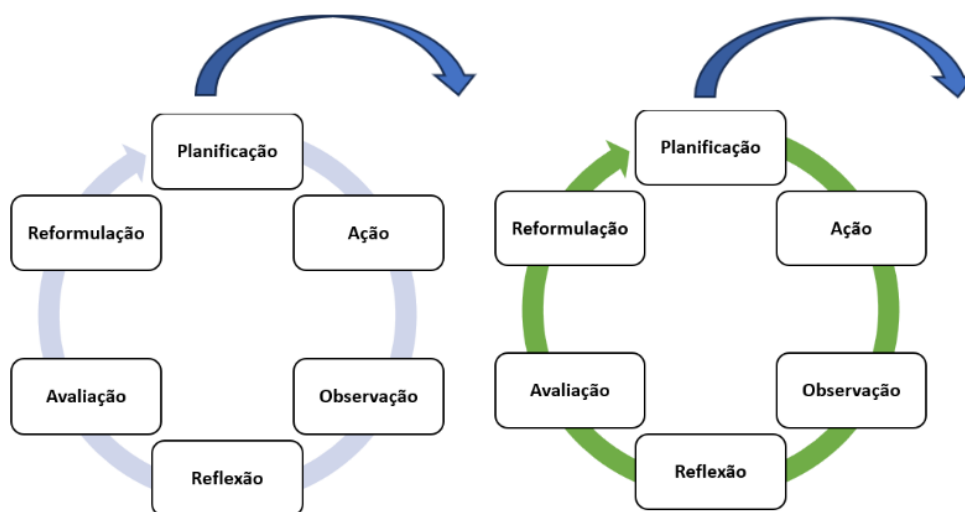 Planificação
Ação
Observação
Reflexão
Avaliação
Reformulação
Planificação
Ação
Observação
Reflexão
Avaliação
Reformulação